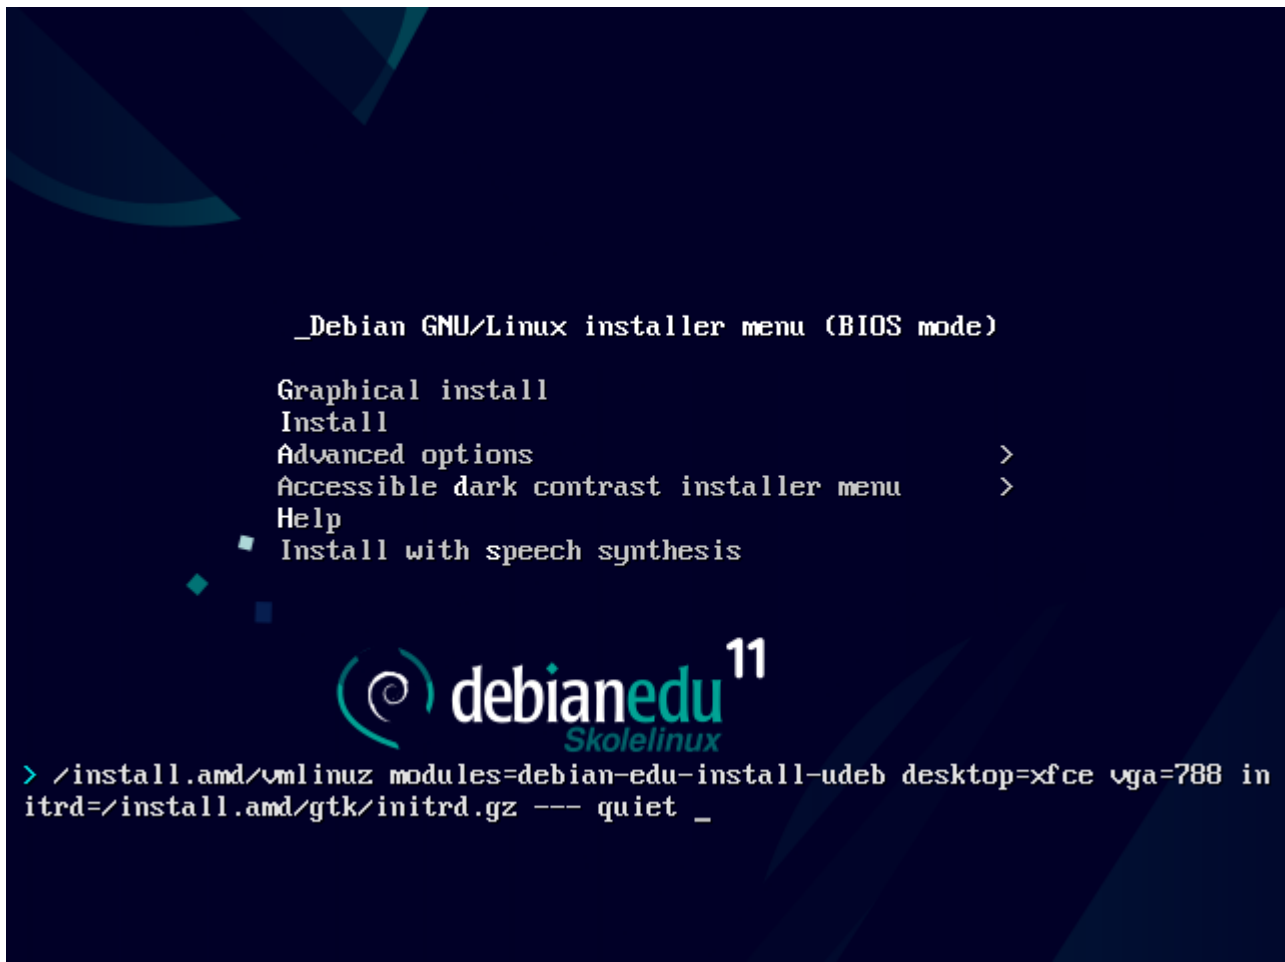 _Debian GNU/Linux installer menu (BIOS mode)
Graphical install
Install
Advanced options >
Accessible dark contrast installer menu >
Help
Install with speech synthesis
debianedu 11
Skolelinux
> /install.amd/vmlinuz modules=debian-edu-install-udeb desktop=xfce vga=788 in
itrd=/install.amd/gtk/initrd.gz --- quiet _